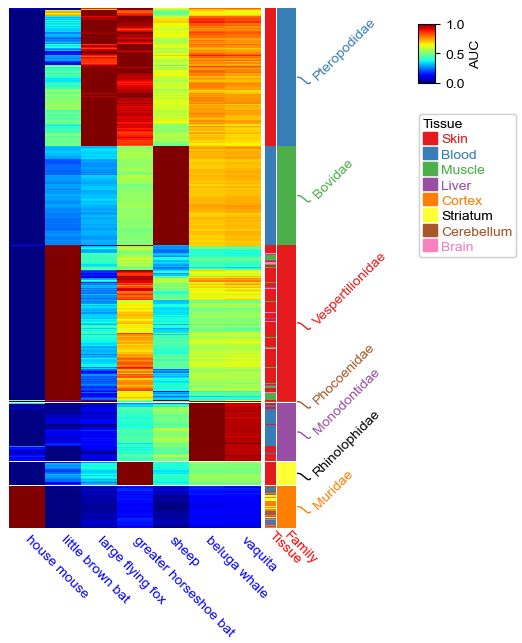 1.0
0.5
0.0
AUC
Tissue
Skin
Blood
Muscle
Liver
Cortex
Striatum
Cerebellum
Brain
Pteropodidae
Bovidae
Vespertilionidae
Phocoenidae
Monodontidae
Rhinolophidae
Muridae
house mouse
little brown bat
large flying fox
greater horseshoe bat
sheep
beluga whale
vaquita
Tissue
Family